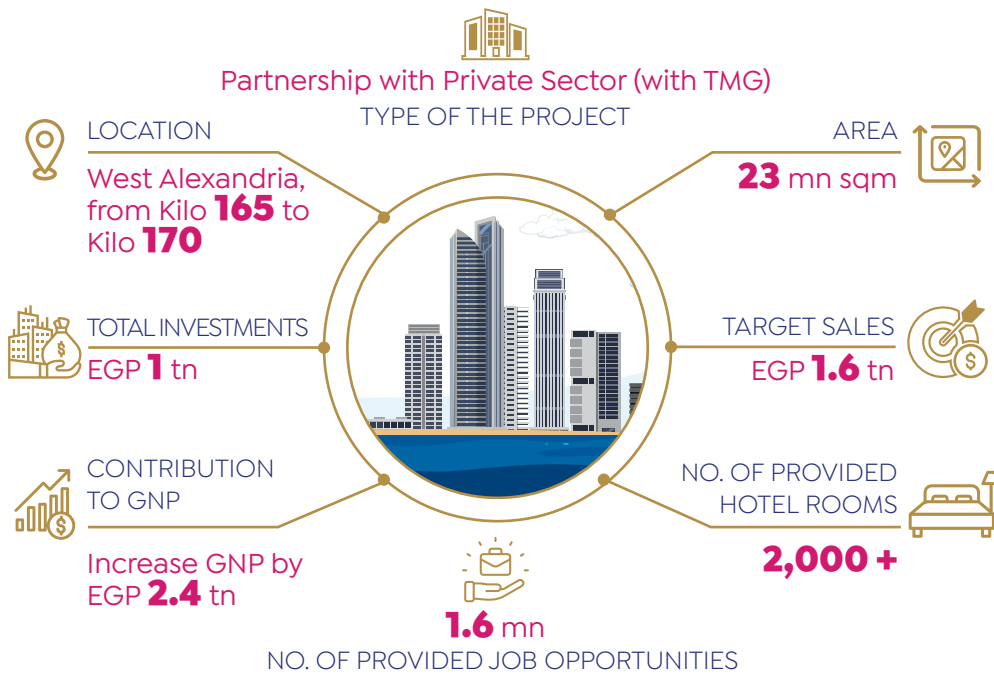 Partnership with Private Sector (with TMG)
TYPE OF THE PROJECT
LOCATION
West Alexandria,
from Kilo 165 to
Kilo 170
AREA
23 mn sqm
TOTAL INVESTMENTS
EGP 1 tn
TARGET SALES
EGP 1.6 tn
CONTRIBUTION
TO GNP
Increase GNP by
EGP 2.4 tn
NO. OF PROVIDED
HOTEL ROOMS
2,000 +
1.6 mn
NO. OF PROVIDED JOB OPPORTUNITIES